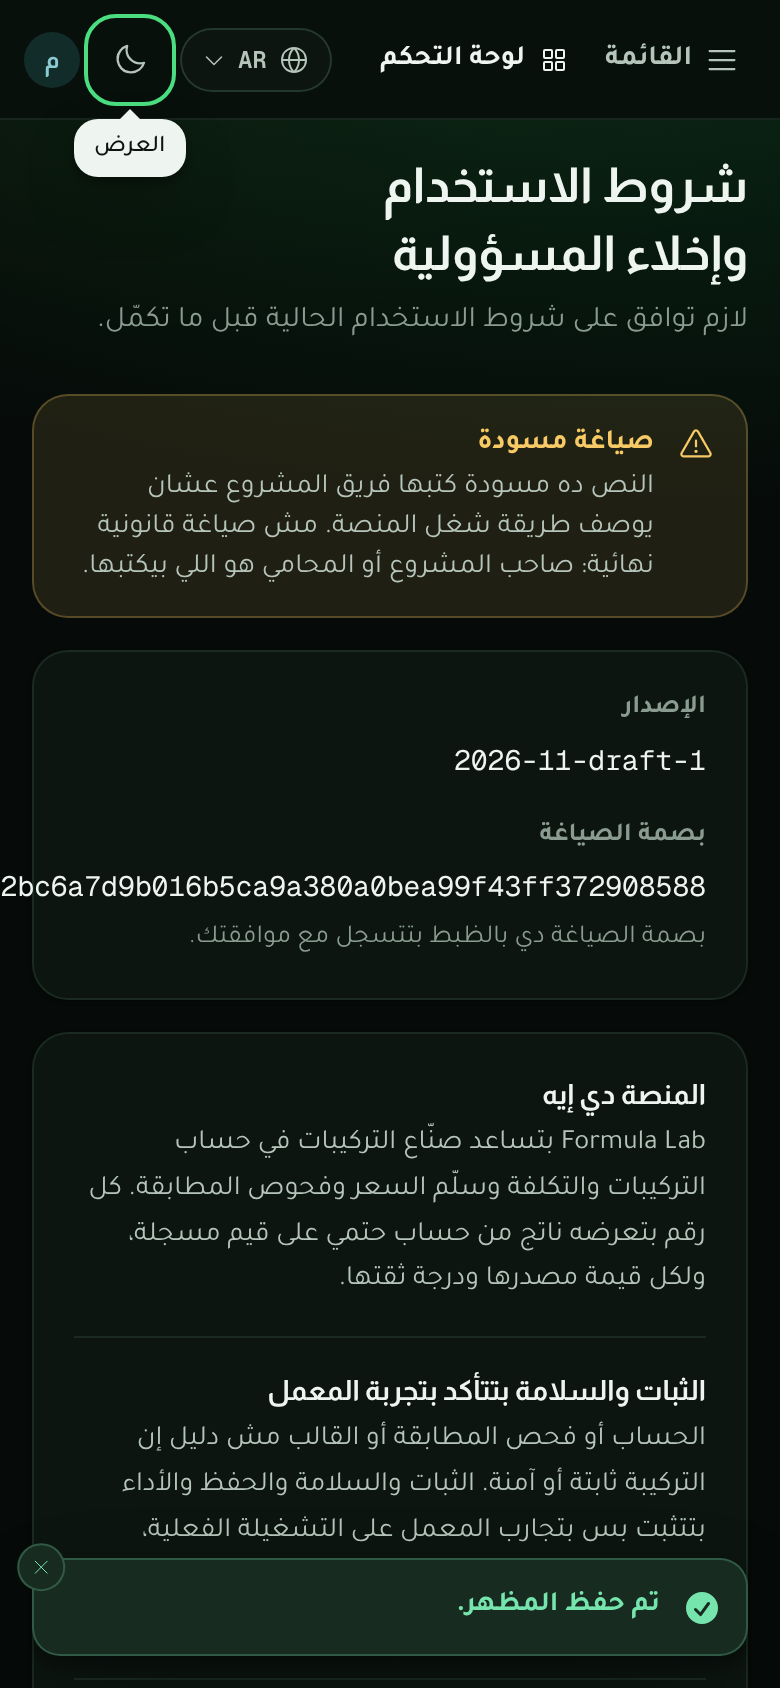 القائمة
لوحة التحكم
AR
م
العرض
شروط الاستخدام
وإخلاء المسؤولية
لازم توافق على شروط الاستخدام الحالية قبل ما تكمّل.
صياغة مسودة
النص ده مسودة كتبها فريق المشروع عشان
يوصف طريقة شغل المنصة. مش صياغة قانونية
نهائية: صاحب المشروع أو المحامي هو اللي بيكتبها.
الإصدار
2026-11-draft-1
بصمة الصياغة
2bc6a7d9b016b5ca9a380a0bea99f43ff372908588
بصمة الصياغة دي بالظبط بتتسجل مع موافقتك.
المنصة دي إيه
Formula Lab بتساعد صنّاع التركيبات في حساب
التركيبات والتكلفة وسلّم السعر وفحوص المطابقة. كل
رقم بتعرضه ناتج من حساب حتمي على قيم مسجلة،
ولكل قيمة مصدرها ودرجة ثقتها.
الثبات والسلامة بتتأكد بتجربة المعمل
الحساب أو فحص المطابقة أو القالب مش دليل إن
التركيبة ثابتة أو آمنة. الثبات والسلامة والحفظ والأداء
بتتثبت بس بتجارب المعمل على التشغيلة الفعلية،
تم حفظ المظهر.